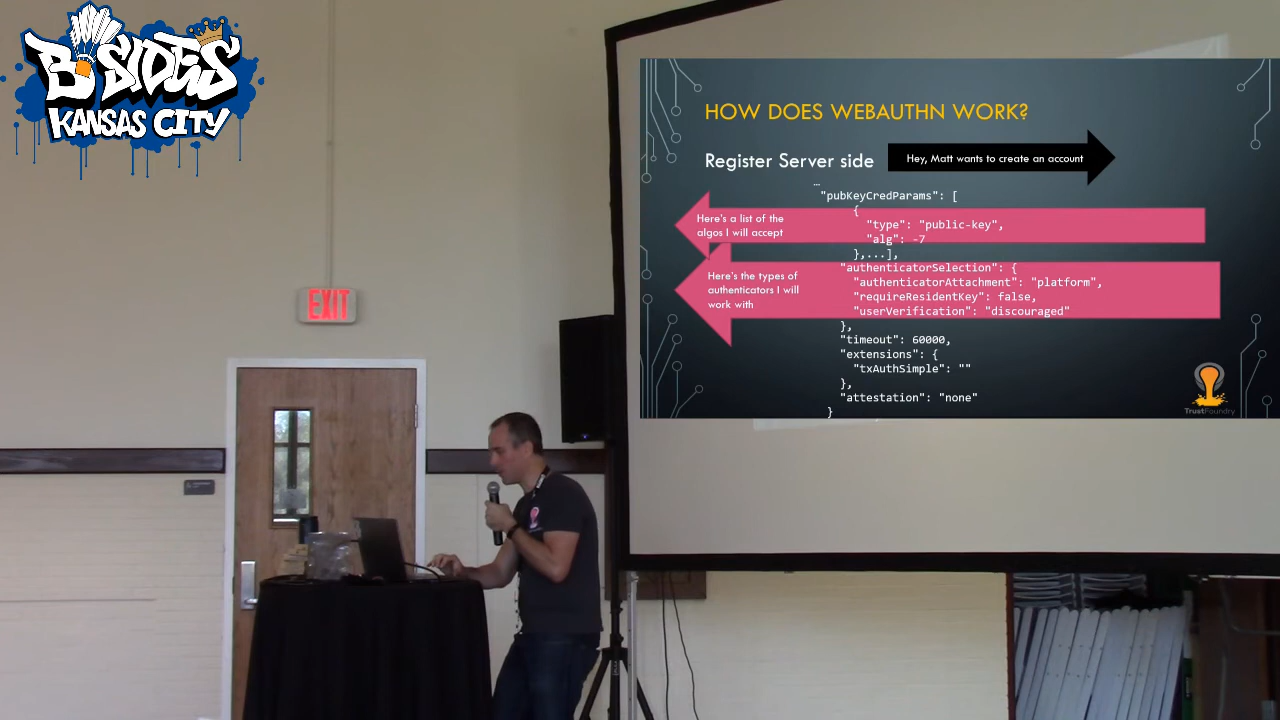 B-SIDES
KANSAS CITY
EXIT
HOW DOES WEBAUTHN WORK?
Register Server side
Hey, Matt wants to create an account
…
"pubKeyCredParams": [
{
"type": "public-key",
"alg": -7
},...],
Here's a list of the
algos I will accept
"authenticatorSelection": {
"authenticatorAttachment": "platform",
"requireResidentKey": false,
"userVerification": "discouraged"
},
Here's the types of
authenticators I will
work with
"timeout": 60000,
"extensions": {
"txAuthSimple": ""
},
"attestation": "none"
}
TrustFoundry